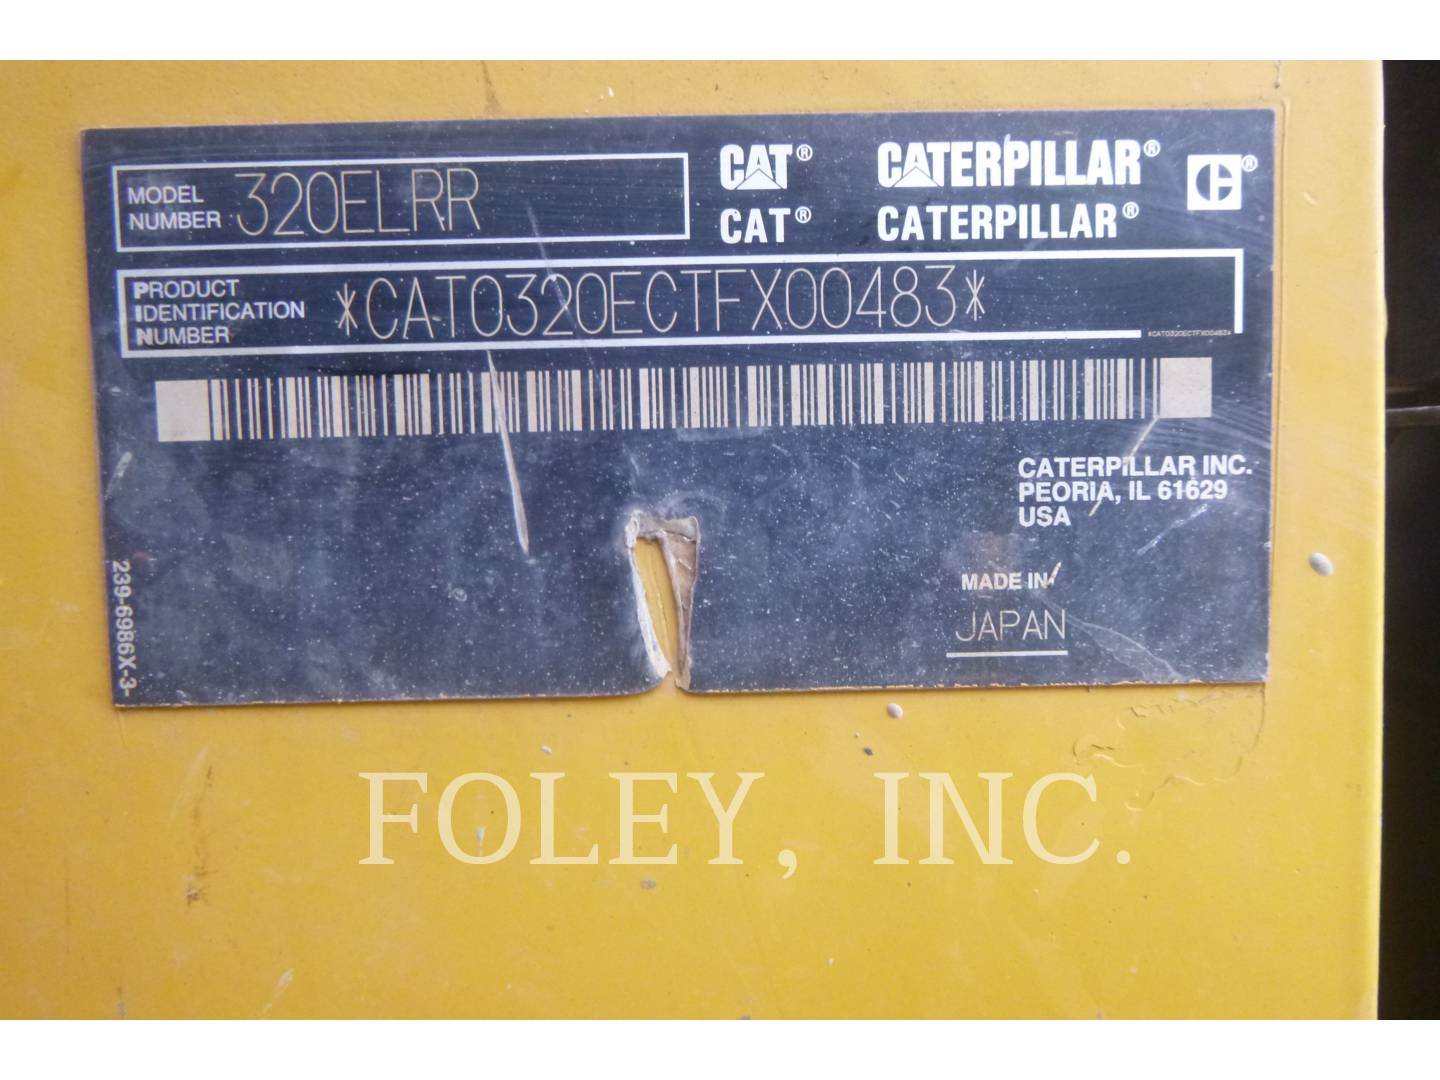 MODEL NUMBER 320ELRR
CAT® CATERPILLAR® C®
CAT® CATERPILLAR®
PRODUCT
IDENTIFICATION
NUMBER
*CAT0320ECTFX00483*
*CAT0320ECTFX00483*
CATERPILLAR INC.
PEORIA, IL 61629
USA
MADE IN
JAPAN
239-6986X-3
FOLEY, INC.